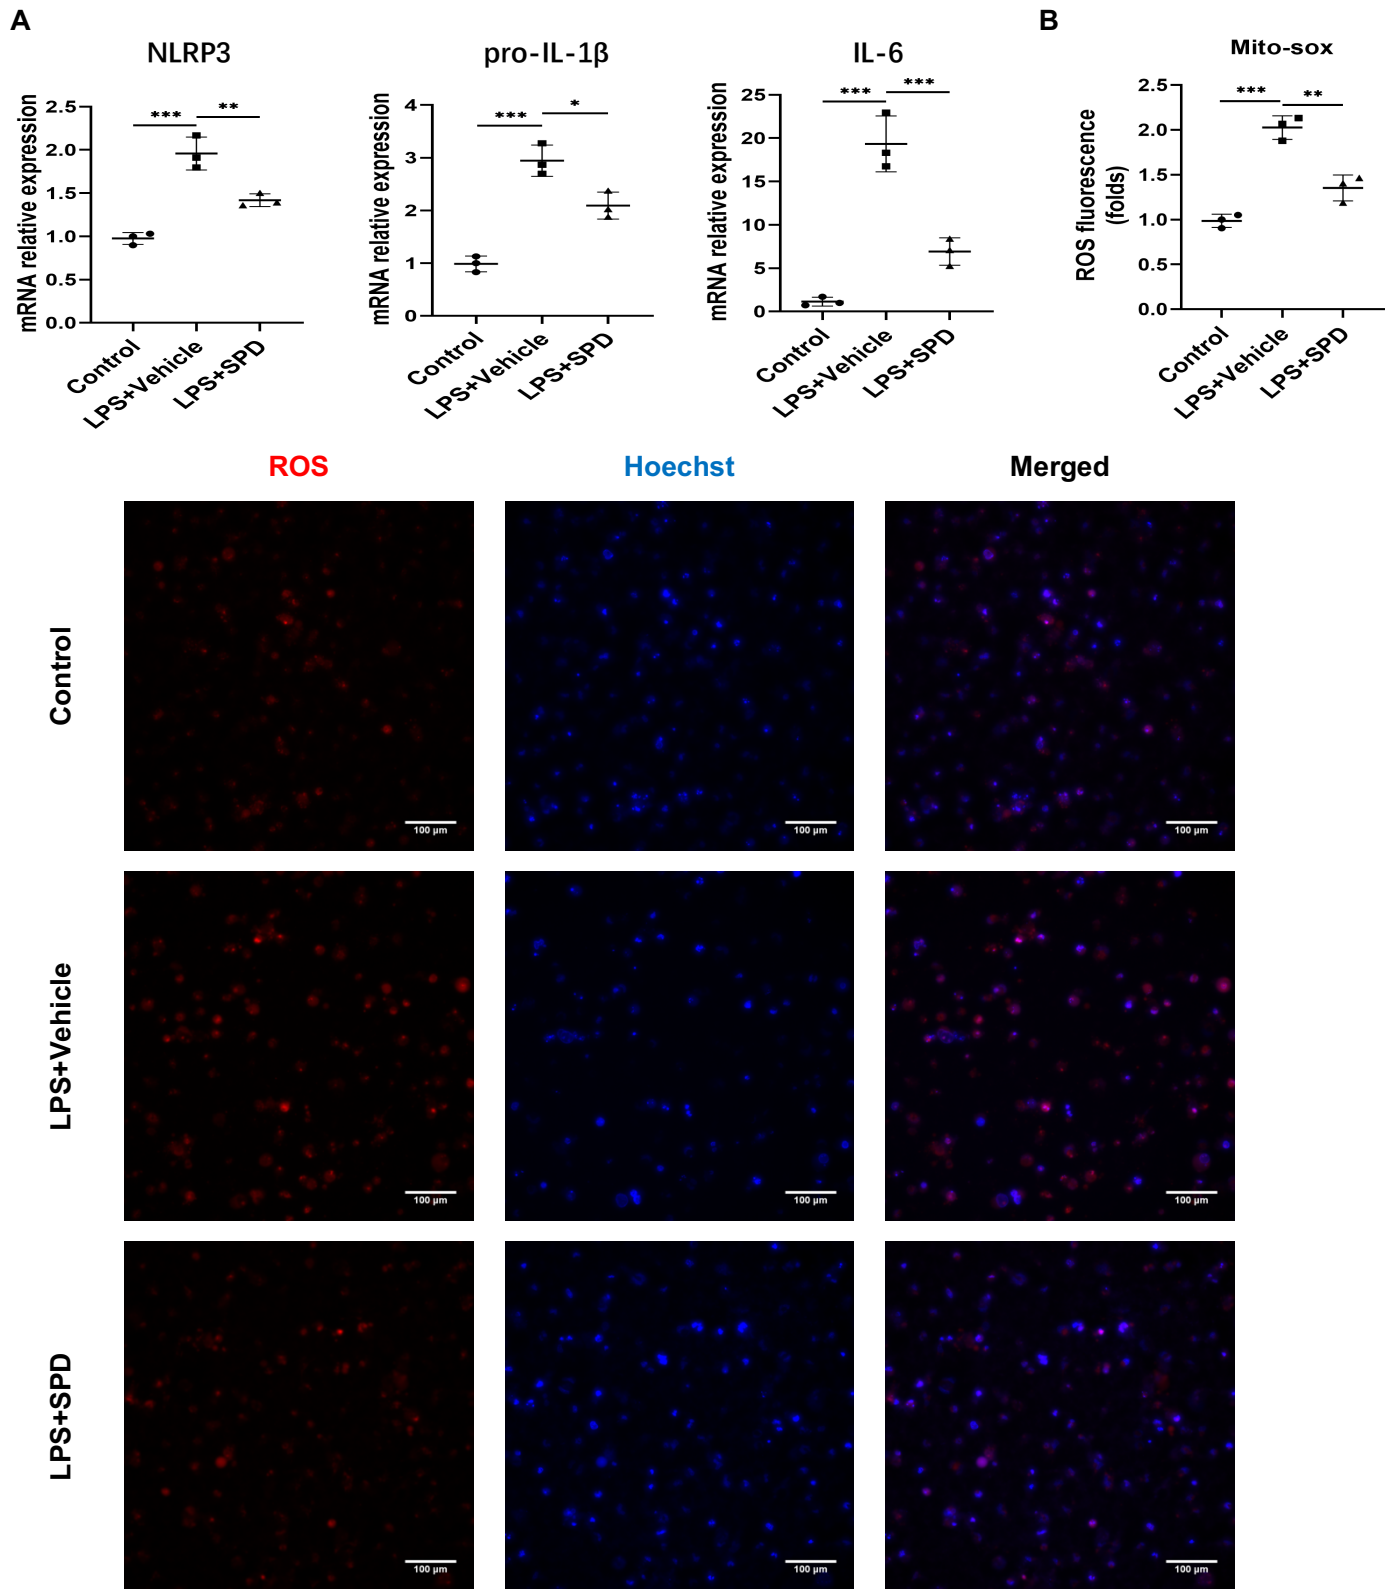 A
B
NLRP3
pro-IL-1β
IL-6
Mito-sox
mRNA relative expression
2.5
2.0
1.5
1.0
0.5
0.0
***
**
Control
LPS+Vehicle
LPS+SPD
mRNA relative expression
4
3
2
1
0
***
*
Control
LPS+Vehicle
LPS+SPD
mRNA relative expression
25
20
15
10
5
0
***
***
Control
LPS+Vehicle
LPS+SPD
ROS fluorescence
(folds)
2.5
2.0
1.5
1.0
0.5
0.0
***
**
Control
LPS+Vehicle
LPS+SPD
ROS
Hoechst
Merged
Control
100 µm
100 µm
100 µm
LPS+Vehicle
100 µm
100 µm
100 µm
LPS+SPD
100 µm
100 µm
100 µm